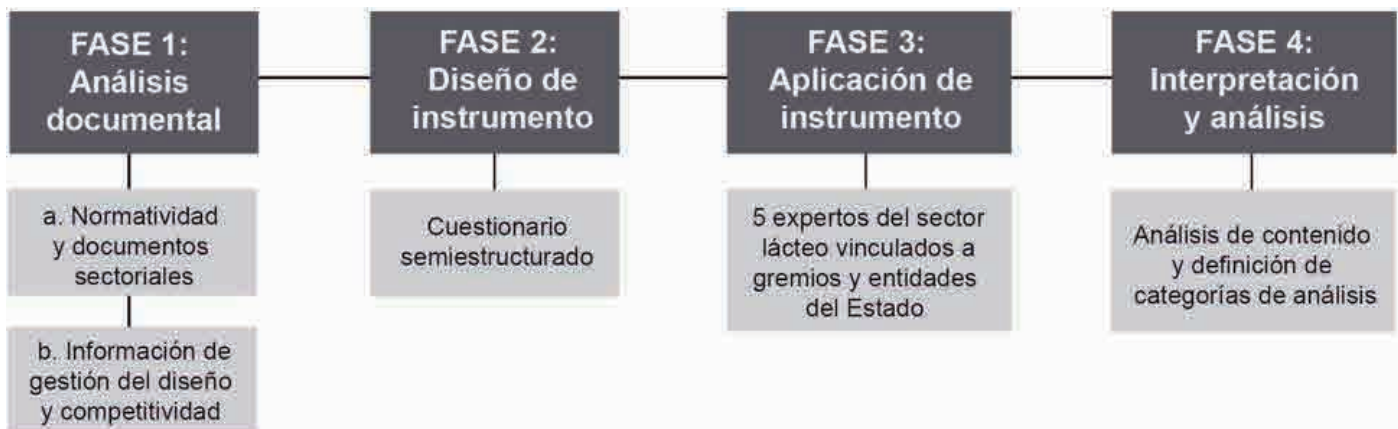 FASE 1:
Análisis
documental
a. Normatividad
y documentos
sectoriales
b. Información de
gestión del diseño
y competitividad
FASE 2:
Diseño de
instrumento
Cuestionario
semiestructurado
FASE 3:
Aplicación de
instrumento
5 expertos del sector
lácteo vinculados a
gremios y entidades
del Estado
FASE 4:
Interpretación
y análisis
Análisis de contenido
y definición de
categorías de análisis